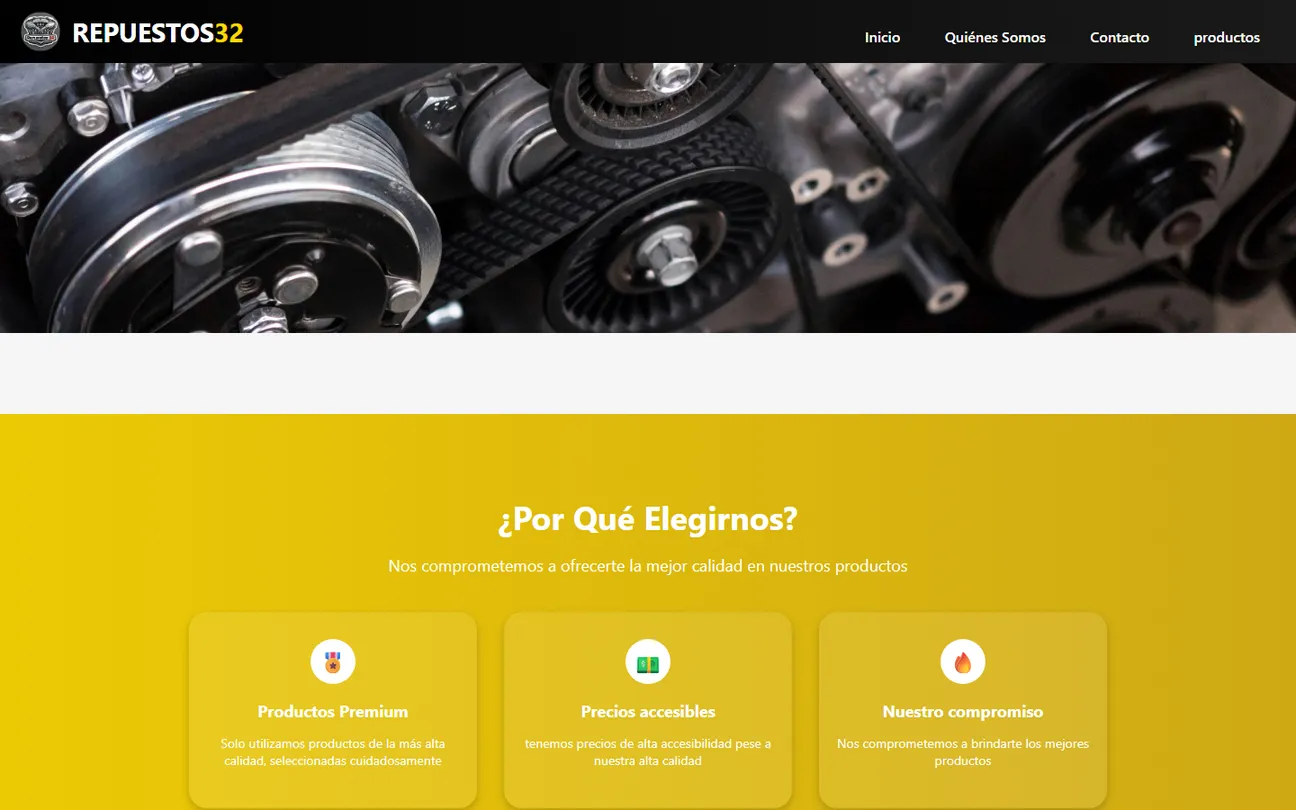 REPUESTOS32
Inicio
Quiénes Somos
Contacto
productos
¿Por Qué Elegirnos?
Nos comprometemos a ofrecerte la mejor calidad en nuestros productos
Productos Premium
Solo utilizamos productos de la más alta
calidad, seleccionadas cuidadosamente
Precios accesibles
tenemos precios de alta accesibilidad pese a
nuestra alta calidad
Nuestro compromiso
Nos comprometemos a brindarte los mejores
productos